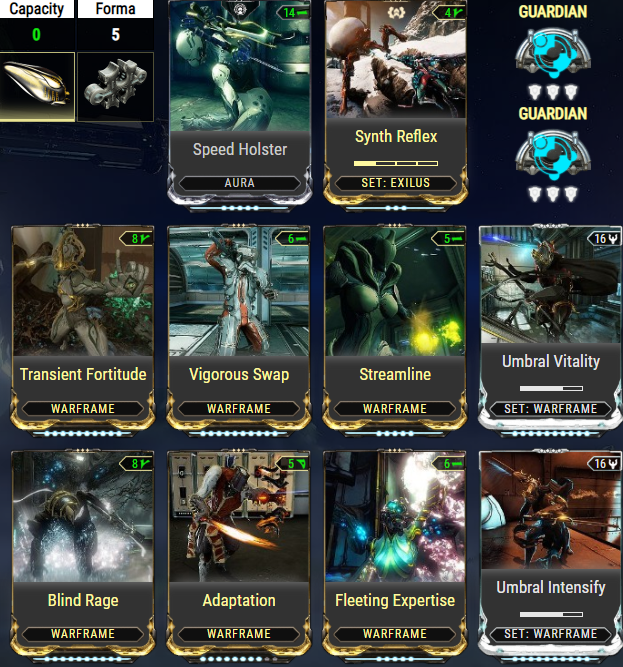 Capacity
Forma
0
5
14
Speed Holster
AURA
4
Synth Reflex
SET: EXILUS
GUARDIAN
GUARDIAN
8
Transient Fortitude
WARFRAME
6
Vigorous Swap
WARFRAME
5
Streamline
WARFRAME
16
Umbral Vitality
SET: WARFRAME
8
Blind Rage
WARFRAME
5
Adaptation
WARFRAME
6
Fleeting Expertise
WARFRAME
16
Umbral Intensify
SET: WARFRAME